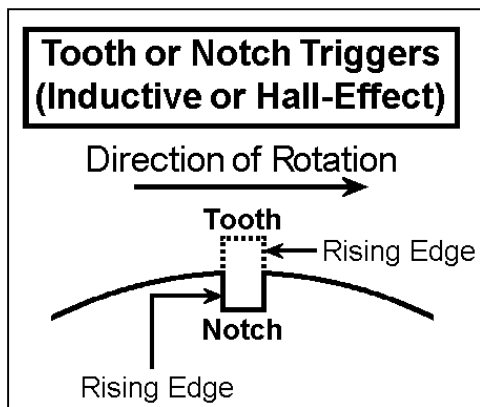 Tooth or Notch Triggers
(Inductive or Hall-Effect)
Direction of Rotation
Tooth
Rising Edge
Notch
Rising Edge